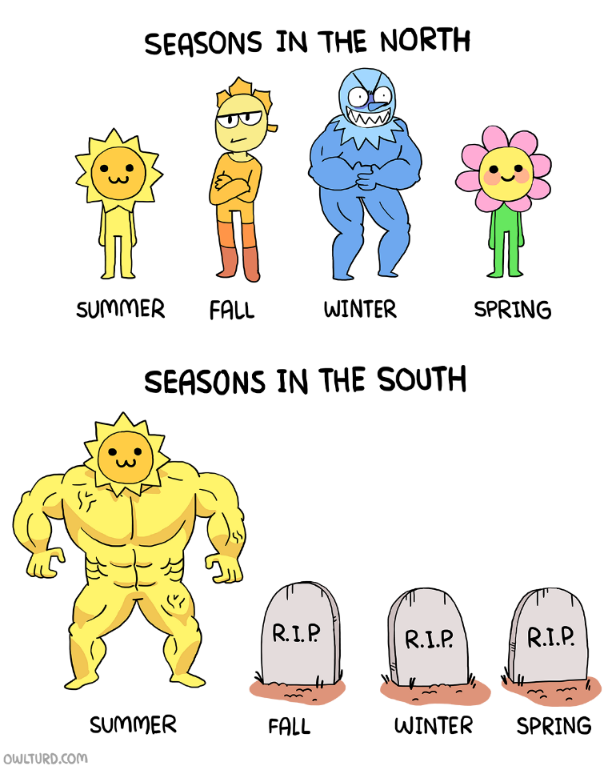 SEASONS IN THE NORTH
SUMMER FALL WINTER SPRING
SEASONS IN THE SOUTH
R.I.P. R.I.P. R.I.P.
SUMMER FALL WINTER SPRING
OWLTURD.COM